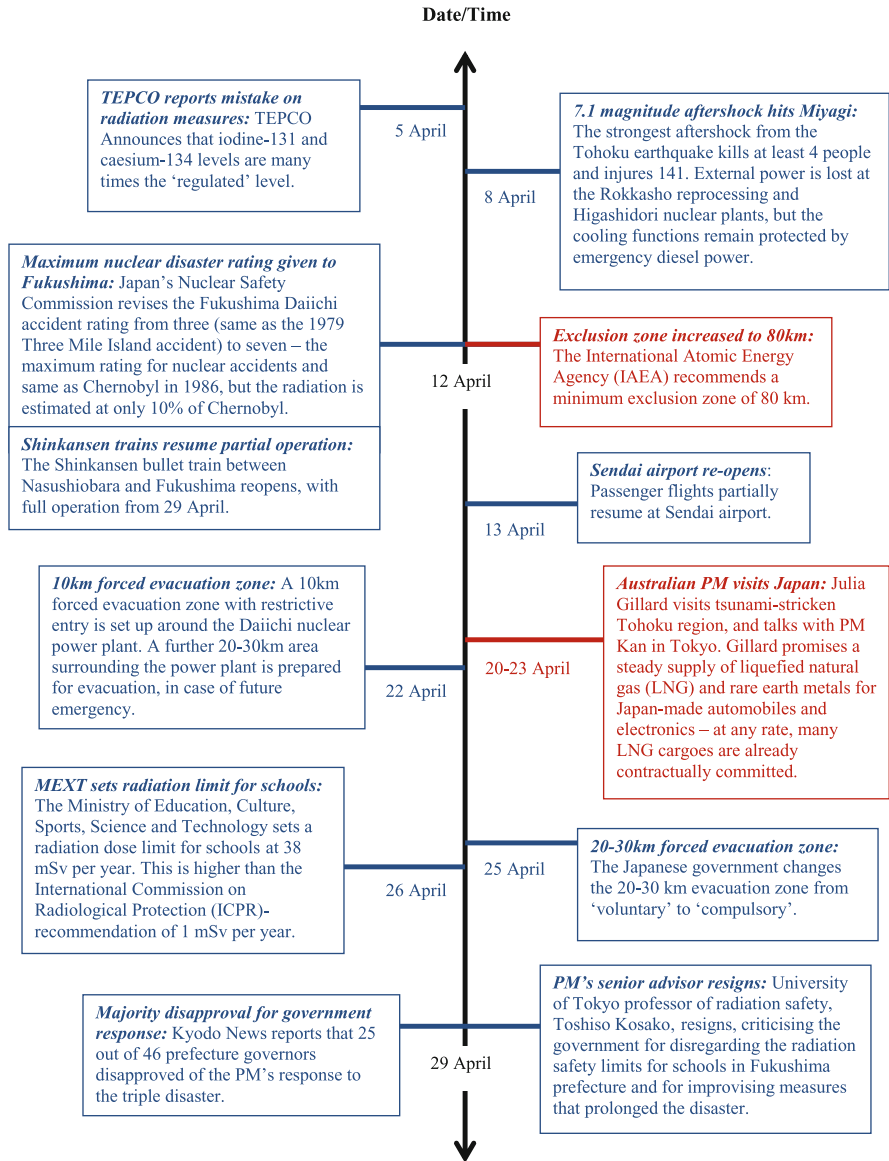 Date/Time
TEPCO reports mistake on
radiation measures: TEPCO
Announces that iodine-131 and
caesium-134 levels are many
times the ‘regulated’ level.
5 April
7.1 magnitude aftershock hits Miyagi:
The strongest aftershock from the
Tohoku earthquake kills at least 4 people
and injures 141. External power is lost at
the Rokkasho reprocessing and
Higashidori nuclear plants, but the
cooling functions remain protected by
emergency diesel power.
8 April
Maximum nuclear disaster rating given to
Fukushima: Japan’s Nuclear Safety
Commission revises the Fukushima Daiichi
accident rating from three (same as the 1979
Three Mile Island accident) to seven – the
maximum rating for nuclear accidents and
same as Chernobyl in 1986, but the radiation is
estimated at only 10% of Chernobyl.
12 April
Exclusion zone increased to 80km:
The International Atomic Energy
Agency (IAEA) recommends a
minimum exclusion zone of 80 km.
Shinkansen trains resume partial operation:
The Shinkansen bullet train between
Nasushiobara and Fukushima reopens, with
full operation from 29 April.
Sendai airport re-opens:
Passenger flights partially
resume at Sendai airport.
13 April
10km forced evacuation zone: A 10km
forced evacuation zone with restrictive
entry is set up around the Daiichi nuclear
power plant. A further 20-30km area
surrounding the power plant is prepared
for evacuation, in case of future
emergency.
22 April
Australian PM visits Japan: Julia
Gillard visits tsunami-stricken
Tohoku region, and talks with PM
Kan in Tokyo. Gillard promises a
steady supply of liquefied natural
gas (LNG) and rare earth metals for
Japan-made automobiles and
electronics – at any rate, many
LNG cargoes are already
contractually committed.
20-23 April
MEXT sets radiation limit for schools:
The Ministry of Education, Culture,
Sports, Science and Technology sets a
radiation dose limit for schools at 38
mSv per year. This is higher than the
International Commission on
Radiological Protection (ICPR)-
recommendation of 1 mSv per year.
26 April
25 April
20-30km forced evacuation zone:
The Japanese government changes
the 20-30 km evacuation zone from
‘voluntary’ to ‘compulsory’.
Majority disapproval for government
response: Kyodo News reports that 25
out of 46 prefecture governors
disapproved of the PM’s response to
the triple disaster.
29 April
PM’s senior advisor resigns: University
of Tokyo professor of radiation safety,
Toshiso Kosako, resigns, criticising the
government for disregarding the radiation
safety limits for schools in Fukushima
prefecture and for improvising measures
that prolonged the disaster.